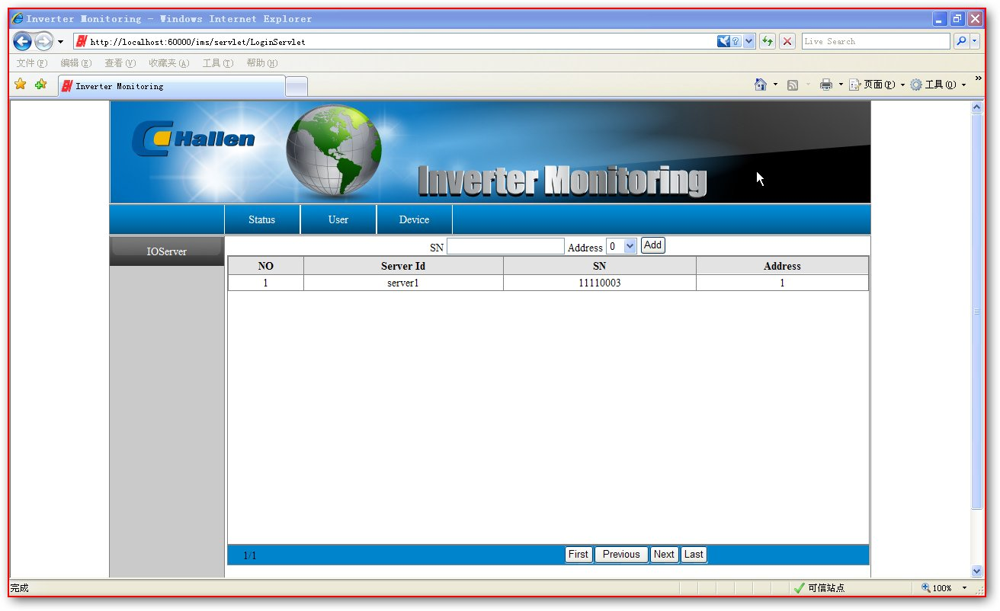 Inverter Monitoring - Windows Internet Explorer
http://localhost:60000/ims/servlet/LoginServlet
Live Search
文件(F) 编辑(E) 查看(V) 收藏夹(A) 工具(T) 帮助(H)
Inverter Monitoring
页面(P) 工具(O)
CHallen
Inverter Monitoring
Status User Device
IOServer
SN Address 0 Add
NO Server Id SN Address
1 server1 11110003 1
1/1 First Previous Next Last
完成 可信站点 100%